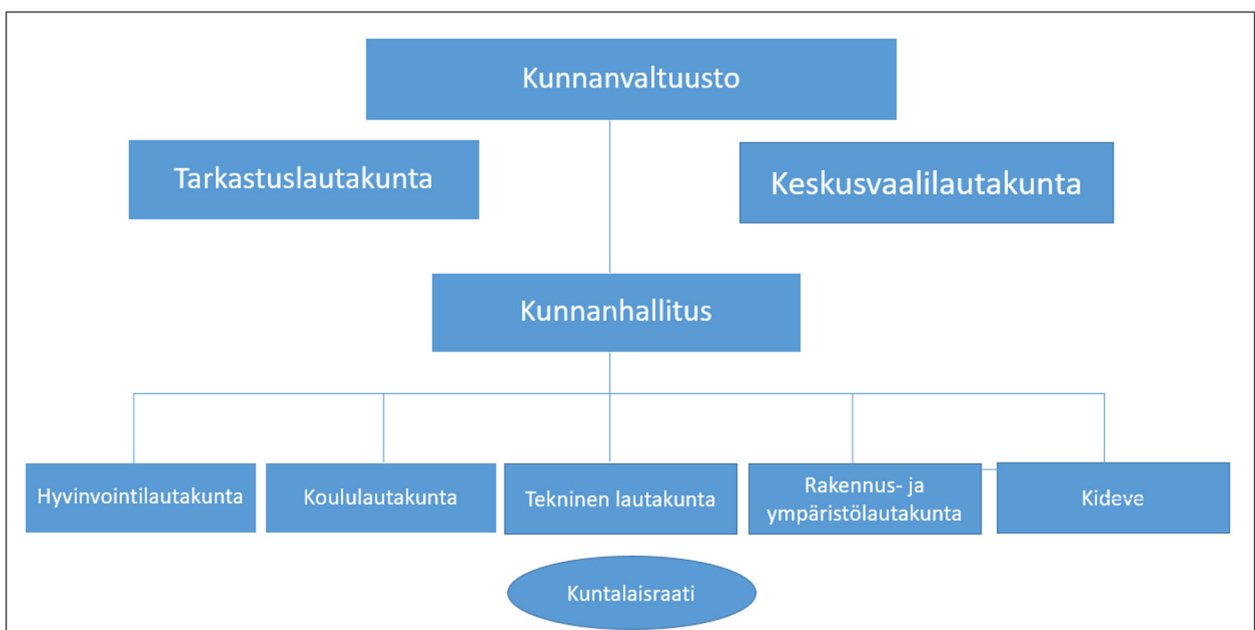 Kunnanvaltuusto
Tarkastuslautakunta
Keskusvaalilautakunta
Kunnanhallitus
Hyvinvointilautakunta
Koululautakunta
Tekninen lautakunta
Rakennus- ja
ympäristölautakunta
Kideve
Kuntalaisraati